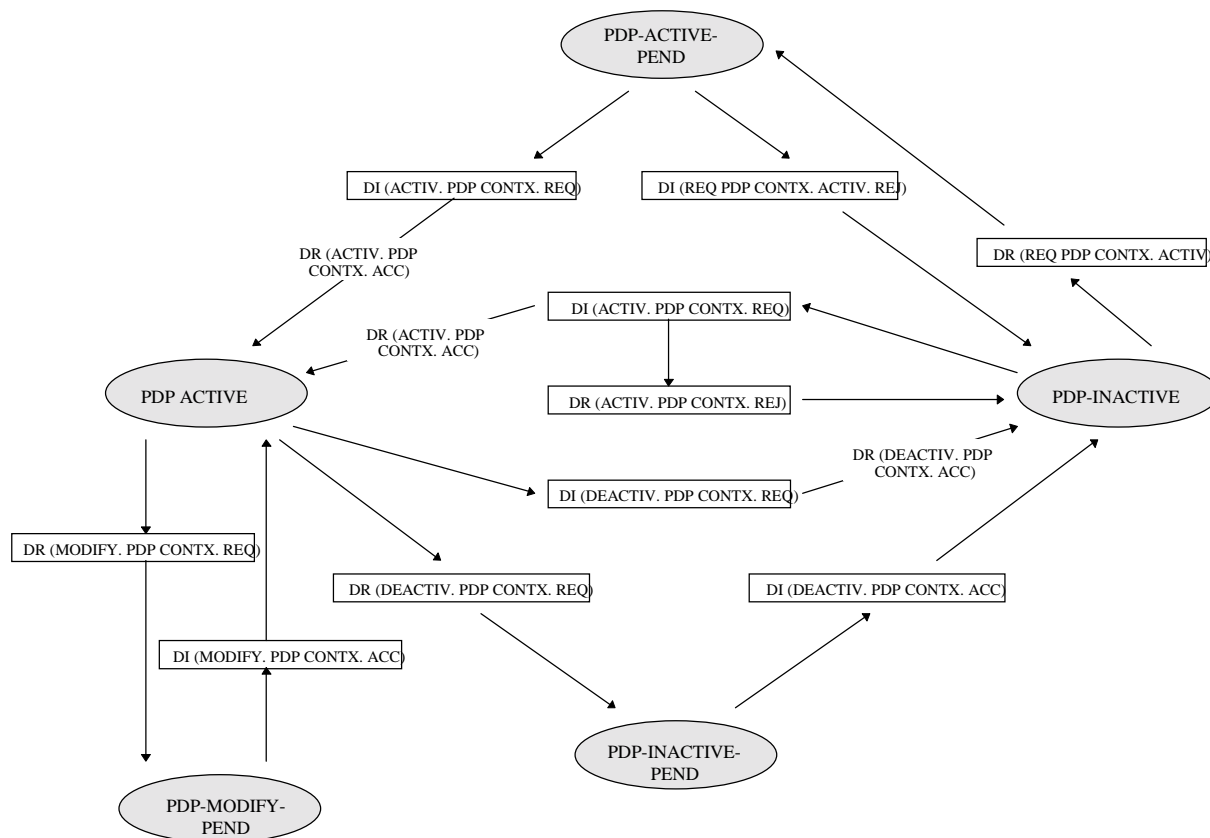 PDP-ACTIVE-
PEND
DI (ACTIV. PDP CONTX. REQ)
DI (REQ PDP CONTX. ACTIV. REJ)
DR (ACTIV. PDP
CONTX. ACC)
DR (REQ PDP CONTX. ACTIV)
DI (ACTIV. PDP CONTX. REQ)
DR (ACTIV. PDP
CONTX. ACC)
PDP ACTIVE
DR (ACTIV. PDP CONTX. REJ)
PDP-INACTIVE
DR (DEACTIV. PDP
CONTX. ACC)
DI (DEACTIV. PDP CONTX. REQ)
DR (MODIFY. PDP CONTX. REQ)
DR (DEACTIV. PDP CONTX. REQ)
DI (DEACTIV. PDP CONTX. ACC)
DI (MODIFY. PDP CONTX. ACC)
PDP-INACTIVE-
PEND
PDP-MODIFY-
PEND